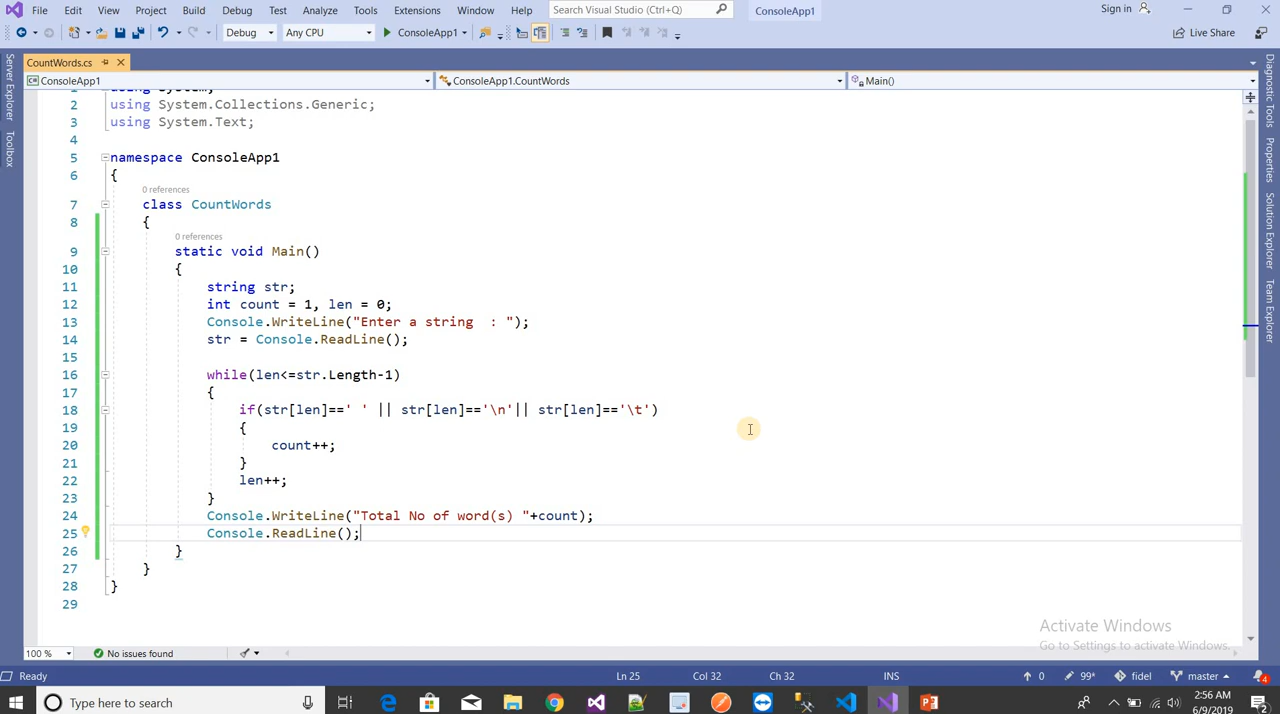 File Edit View Project Build Debug Test Analyze Tools Extensions Window Help Search Visual Studio (Ctrl+Q) ConsoleApp1 Sign in
Debug Any CPU ConsoleApp1 Live Share
CountWords.cs
ConsoleApp1 ConsoleApp1.CountWords Main()
Server Explorer
Toolbox
1 using System;
2 using System.Collections.Generic;
3 using System.Text;
4
5 namespace ConsoleApp1
6 {
0 references
7 class CountWords
8 {
0 references
9 static void Main()
10 {
11 string str;
12 int count = 1, len = 0;
13 Console.WriteLine("Enter a string  : ");
14 str = Console.ReadLine();
15
16 while(len<=str.Length-1)
17 {
18 if(str[len]==' ' || str[len]=='\n'|| str[len]=='\t')
19 {
20 count++;
21 }
22 len++;
23 }
24 Console.WriteLine("Total No of word(s) "+count);
25 Console.ReadLine();
26 }
27 }
28 }
29
Diagnostic Tools
Properties
Solution Explorer
Team Explorer
Activate Windows
Go to Settings to activate Windows.
100 % No issues found
Ready Ln 25 Col 32 Ch 32 INS 0 99* fidel master 4
Type here to search 2:56 AM
6/9/2019 2